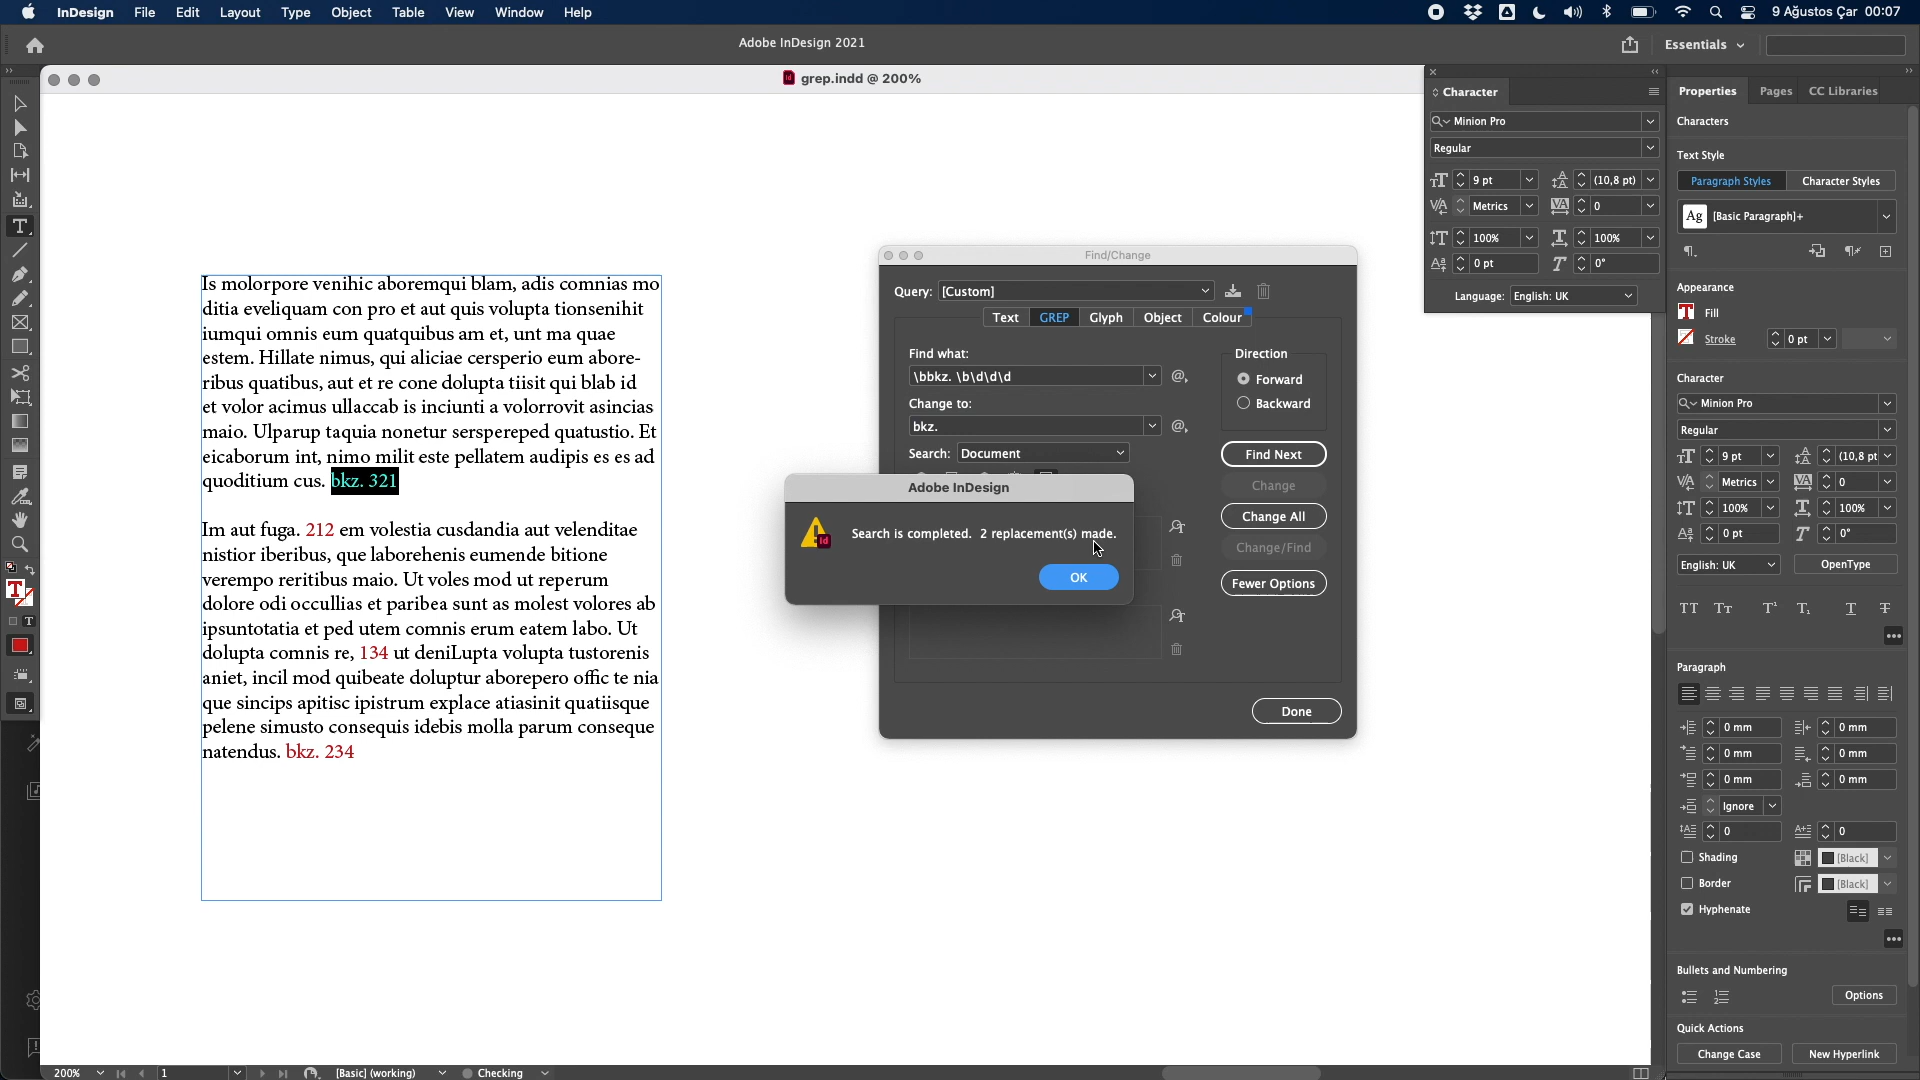 InDesign File Edit Layout Type Object Table View Window Help 9 Ağustos Çar 00:07
Adobe InDesign 2021 Essentials
grep.indd @ 200%
Is molorpore venihic aboremqui blam, adis comnias mo
ditia eveliquam con pro et aut quis volupta tionsenihit
iumqui omnis eum quatquibus am et, unt ma quae
estem. Hillate nimus, qui aliciae cersperio eum abore-
ribus quatibus, aut et re cone dolupta tiisit qui blab id
et volor acimus ullaccab is inciunti a volorrovit asincias
maio. Ulparup taquia nonetur serspereped quatustio. Et
eicaborum int, nimo milit este pellatem audipis es es ad
quoditium cus. bkz. 321
Im aut fuga. 212 em volestia cusdandia aut velenditae
nistior iberibus, que laborehenis eumende bitione
verempo reritibus maio. Ut voles mod ut reperum
dolore odi occullias et paribea sunt as molest volores ab
ipsuntotatia et ped utem comnis erum eatem labo. Ut
dolupta comnis re, 134 ut deniLupta volupta tustorenis
aniet, incil mod quibeate doluptur aborepero offic te nia
que sincips apitisc ipistrum explace atiasinit quatiisque
pelene simusto consequis idebis molla parum conseque
natendus. bkz. 234
Find/Change
Query: [Custom]
Text GREP Glyph Object Colour
Find what:
\bbkz. \b\d\d\d
Change to:
bkz.
Search: Document
Direction
Forward
Backward
Find Next
Change
Change All
Change/Find
Fewer Options
Done
Adobe InDesign
Search is completed. 2 replacement(s) made.
OK
Character
Minion Pro
Regular
9 pt (10,8 pt)
Metrics 0
100% 100%
0 pt 0°
Language: English: UK
Properties Pages CC Libraries
Characters
Text Style
Paragraph Styles Character Styles
Ag [Basic Paragraph]+
Appearance
Fill
Stroke 0 pt
Character
Minion Pro
Regular
9 pt (10,8 pt
Metrics 0
100% 100%
0 pt 0°
English: UK OpenType
Paragraph
0 mm 0 mm
0 mm 0 mm
0 mm 0 mm
Ignore
0 0
Shading [Black]
Border [Black]
Hyphenate
Bullets and Numbering
Options
Quick Actions
Change Case New Hyperlink
200% 1 [Basic] (working) Checking